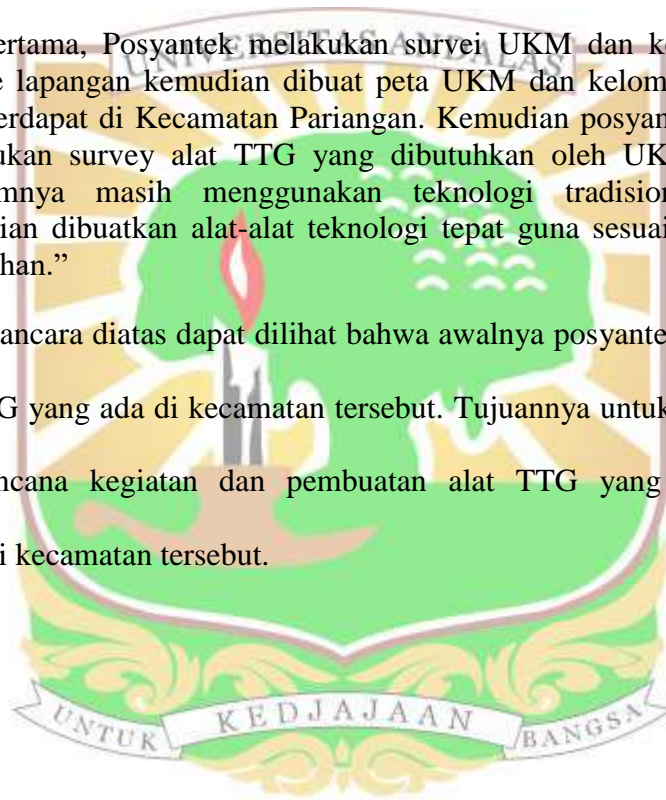 ertama, Posyantek melakukan survei UKM dan ke
UNIVERSITAS ANDALAS
e lapangan kemudian dibuat peta UKM dan kelom
erdapat di Kecamatan Pariangan. Kemudian posyan
ukan survey alat TTG yang dibutuhkan oleh UK
mnya masih menggunakan teknologi tradision
ian dibuatkan alat-alat teknologi tepat guna sesuai
han.”
ancara diatas dapat dilihat bahwa awalnya posyante
G yang ada di kecamatan tersebut. Tujuannya untuk
ncana kegiatan dan pembuatan alat TTG yang
i kecamatan tersebut.
UNTUK KEDJAJAAN BANGSA